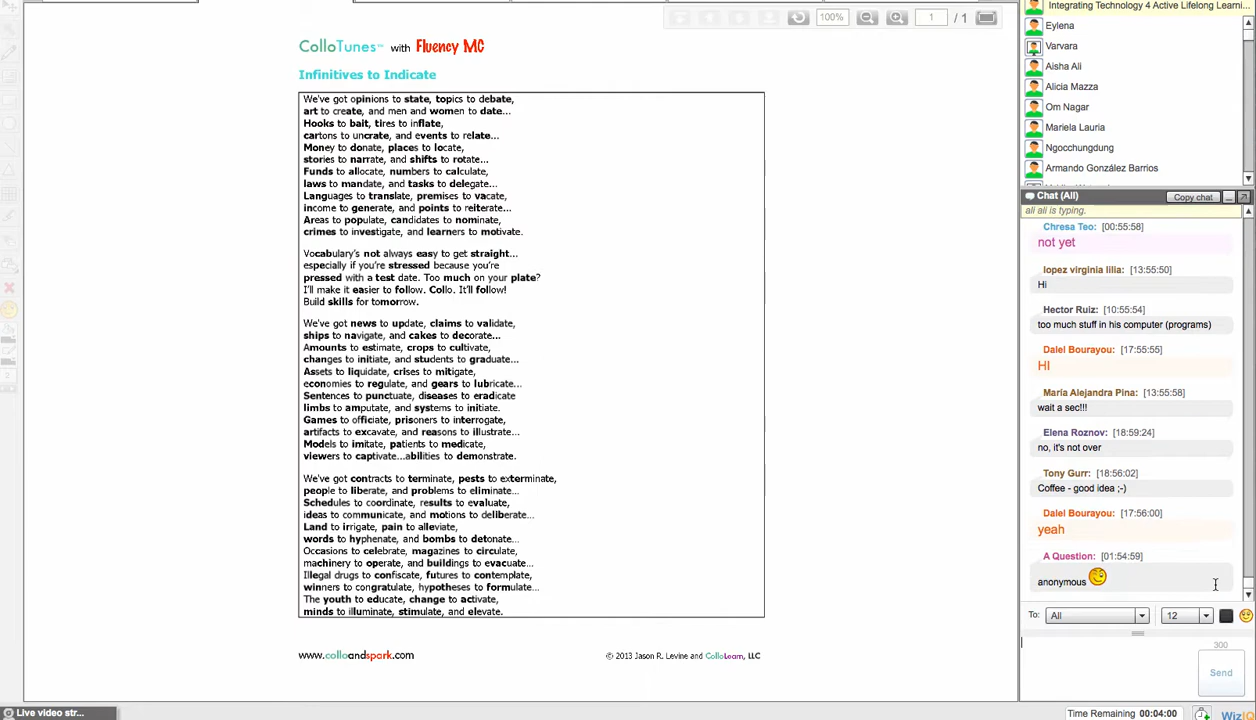 100%
1
/ 1
ColloTunes™ with Fluency MC
Infinitives to Indicate
We've got opinions to state, topics to debate,
art to create, and men and women to date...
Hooks to bait, tires to inflate,
cartons to uncrate, and events to relate...
Money to donate, places to locate,
stories to narrate, and shifts to rotate...
Funds to allocate, numbers to calculate,
laws to mandate, and tasks to delegate...
Languages to translate, premises to vacate,
income to generate, and points to reiterate...
Areas to populate, candidates to nominate,
crimes to investigate, and learners to motivate.
Vocabulary's not always easy to get straight...
especially if you're stressed because you're
pressed with a test date. Too much on your plate?
I'll make it easier to follow. Collo. It'll follow!
Build skills for tomorrow.
We've got news to update, claims to validate,
ships to navigate, and cakes to decorate...
Amounts to estimate, crops to cultivate,
changes to initiate, and students to graduate...
Assets to liquidate, crises to mitigate,
economies to regulate, and gears to lubricate...
Sentences to punctuate, diseases to eradicate
limbs to amputate, and systems to initiate.
Games to officiate, prisoners to interrogate,
artifacts to excavate, and reasons to illustrate...
Models to imitate, patients to medicate,
viewers to captivate...abilities to demonstrate.
We've got contracts to terminate, pests to exterminate,
people to liberate, and problems to eliminate...
Schedules to coordinate, results to evaluate,
ideas to communicate, and motions to deliberate...
Land to irrigate, pain to alleviate,
words to hyphenate, and bombs to detonate...
Occasions to celebrate, magazines to circulate,
machinery to operate, and buildings to evacuate...
Illegal drugs to confiscate, futures to contemplate,
winners to congratulate, hypotheses to formulate...
The youth to educate, change to activate,
minds to illuminate, stimulate, and elevate.
www.colloandspark.com
© 2013 Jason R. Levine and ColloLearn, LLC
Integrating Technology 4 Active Lifelong Learni...
Eylena
Varvara
Aisha Ali
Alicia Mazza
Om Nagar
Mariela Lauria
Ngocchungdung
Armando González Barrios
Chat (All)
Copy chat
ali ali is typing.
Chresa Teo: [00:55:58]
not yet
lopez virginia lilia: [13:55:50]
Hi
Hector Ruiz: [10:55:54]
too much stuff in his computer (programs)
Dalel Bourayou: [17:55:55]
HI
María Alejandra Pina: [13:55:58]
wait a sec!!!
Elena Roznov: [18:59:24]
no, it's not over
Tony Gurr: [18:56:02]
Coffee - good idea ;-)
Dalel Bourayou: [17:56:00]
yeah
A Question: [01:54:59]
anonymous
To:
All
12
300
Send
Live video str...
Time Remaining 00:04:00
WizIQ